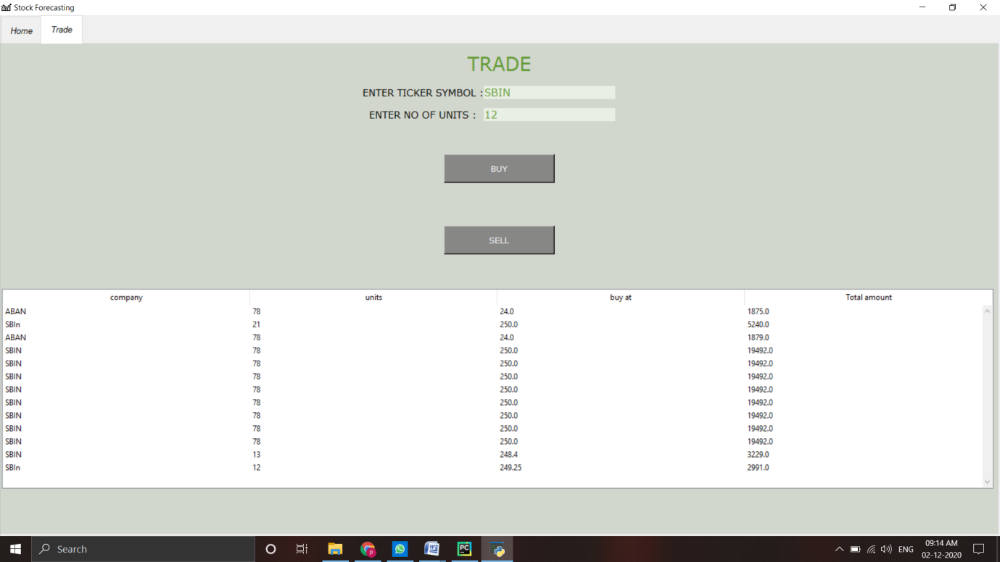 Stock Forecasting
Home Trade
TRADE
ENTER TICKER SYMBOL : SBIN
ENTER NO OF UNITS : 12
BUY
SELL
company units buy at Total amount
ABAN 78 24.0 1875.0
SBIn 21 250.0 5240.0
ABAN 78 24.0 1879.0
SBIN 78 250.0 19492.0
SBIN 78 250.0 19492.0
SBIN 78 250.0 19492.0
SBIN 78 250.0 19492.0
SBIN 78 250.0 19492.0
SBIN 78 250.0 19492.0
SBIN 78 250.0 19492.0
SBIN 78 250.0 19492.0
SBIN 13 248.4 3229.0
SBIn 12 249.25 2991.0
Search
p
W
PC
ENG
09:14 AM
02-12-2020